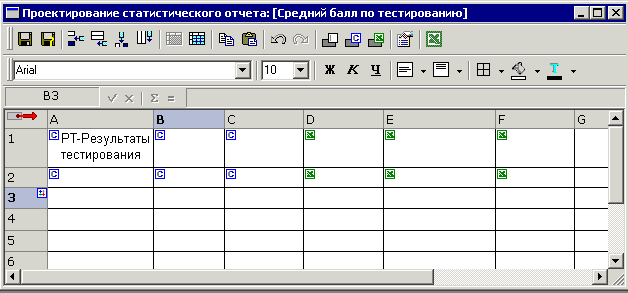 Проектирование статистического отчета: [Средний балл по тестированию]
Arial 10 Ж К Ч Т
B3 Σ =
A B C D E F G
1 C РТ-Результаты C C
тестирования
2 C C C
3
4
5
6